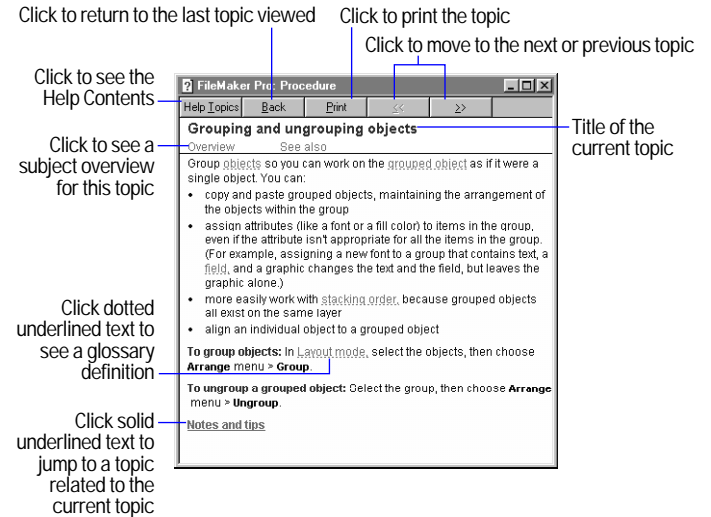 Click to return to the last topic viewed
Click to print the topic
Click to move to the next or previous topic
Click to see the
Help Contents
Click to see a
subject overview
for this topic
Click dotted
underlined text to
see a glossary
definition
Click solid
underlined text to
jump to a topic
related to the
current topic
FileMaker Pro: Procedure
Help Topics Back Print << >>
Grouping and ungrouping objects
Overview See also
Group objects so you can work on the grouped object as if it were a
single object. You can:
• copy and paste grouped objects, maintaining the arrangement of
the objects within the group
• assign attributes (like a font or a fill color) to items in the group,
even if the attribute isn't appropriate for all the items in the group.
(For example, assigning a new font to a group that contains text, a
field, and a graphic changes the text and the field, but leaves the
graphic alone.)
• more easily work with stacking order, because grouped objects
all exist on the same layer
• align an individual object to a grouped object
To group objects: In Layout mode, select the objects, then choose
Arrange menu > Group.
To ungroup a grouped object: Select the group, then choose Arrange
menu > Ungroup.
Notes and tips
Title of the
current topic